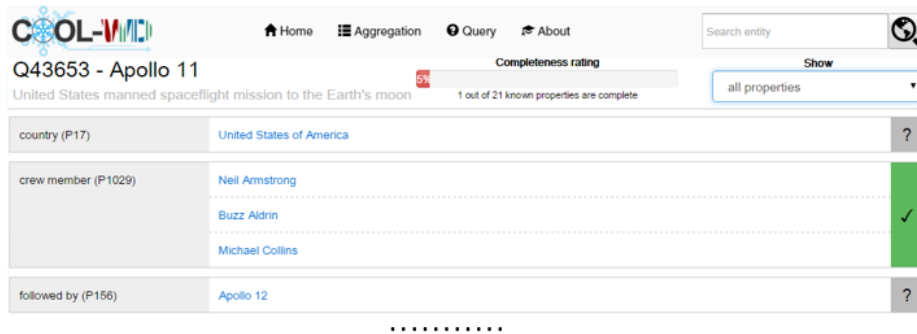 COOL-WD
Home Aggregation Query About
Search entity
Q43653 - Apollo 11
United States manned spaceflight mission to the Earth's moon
Completeness rating
5%
1 out of 21 known properties are complete
Show
all properties
country (P17) United States of America ?
crew member (P1029) Neil Armstrong
Buzz Aldrin
✓
Michael Collins
followed by (P156) Apollo 12 ?
...........